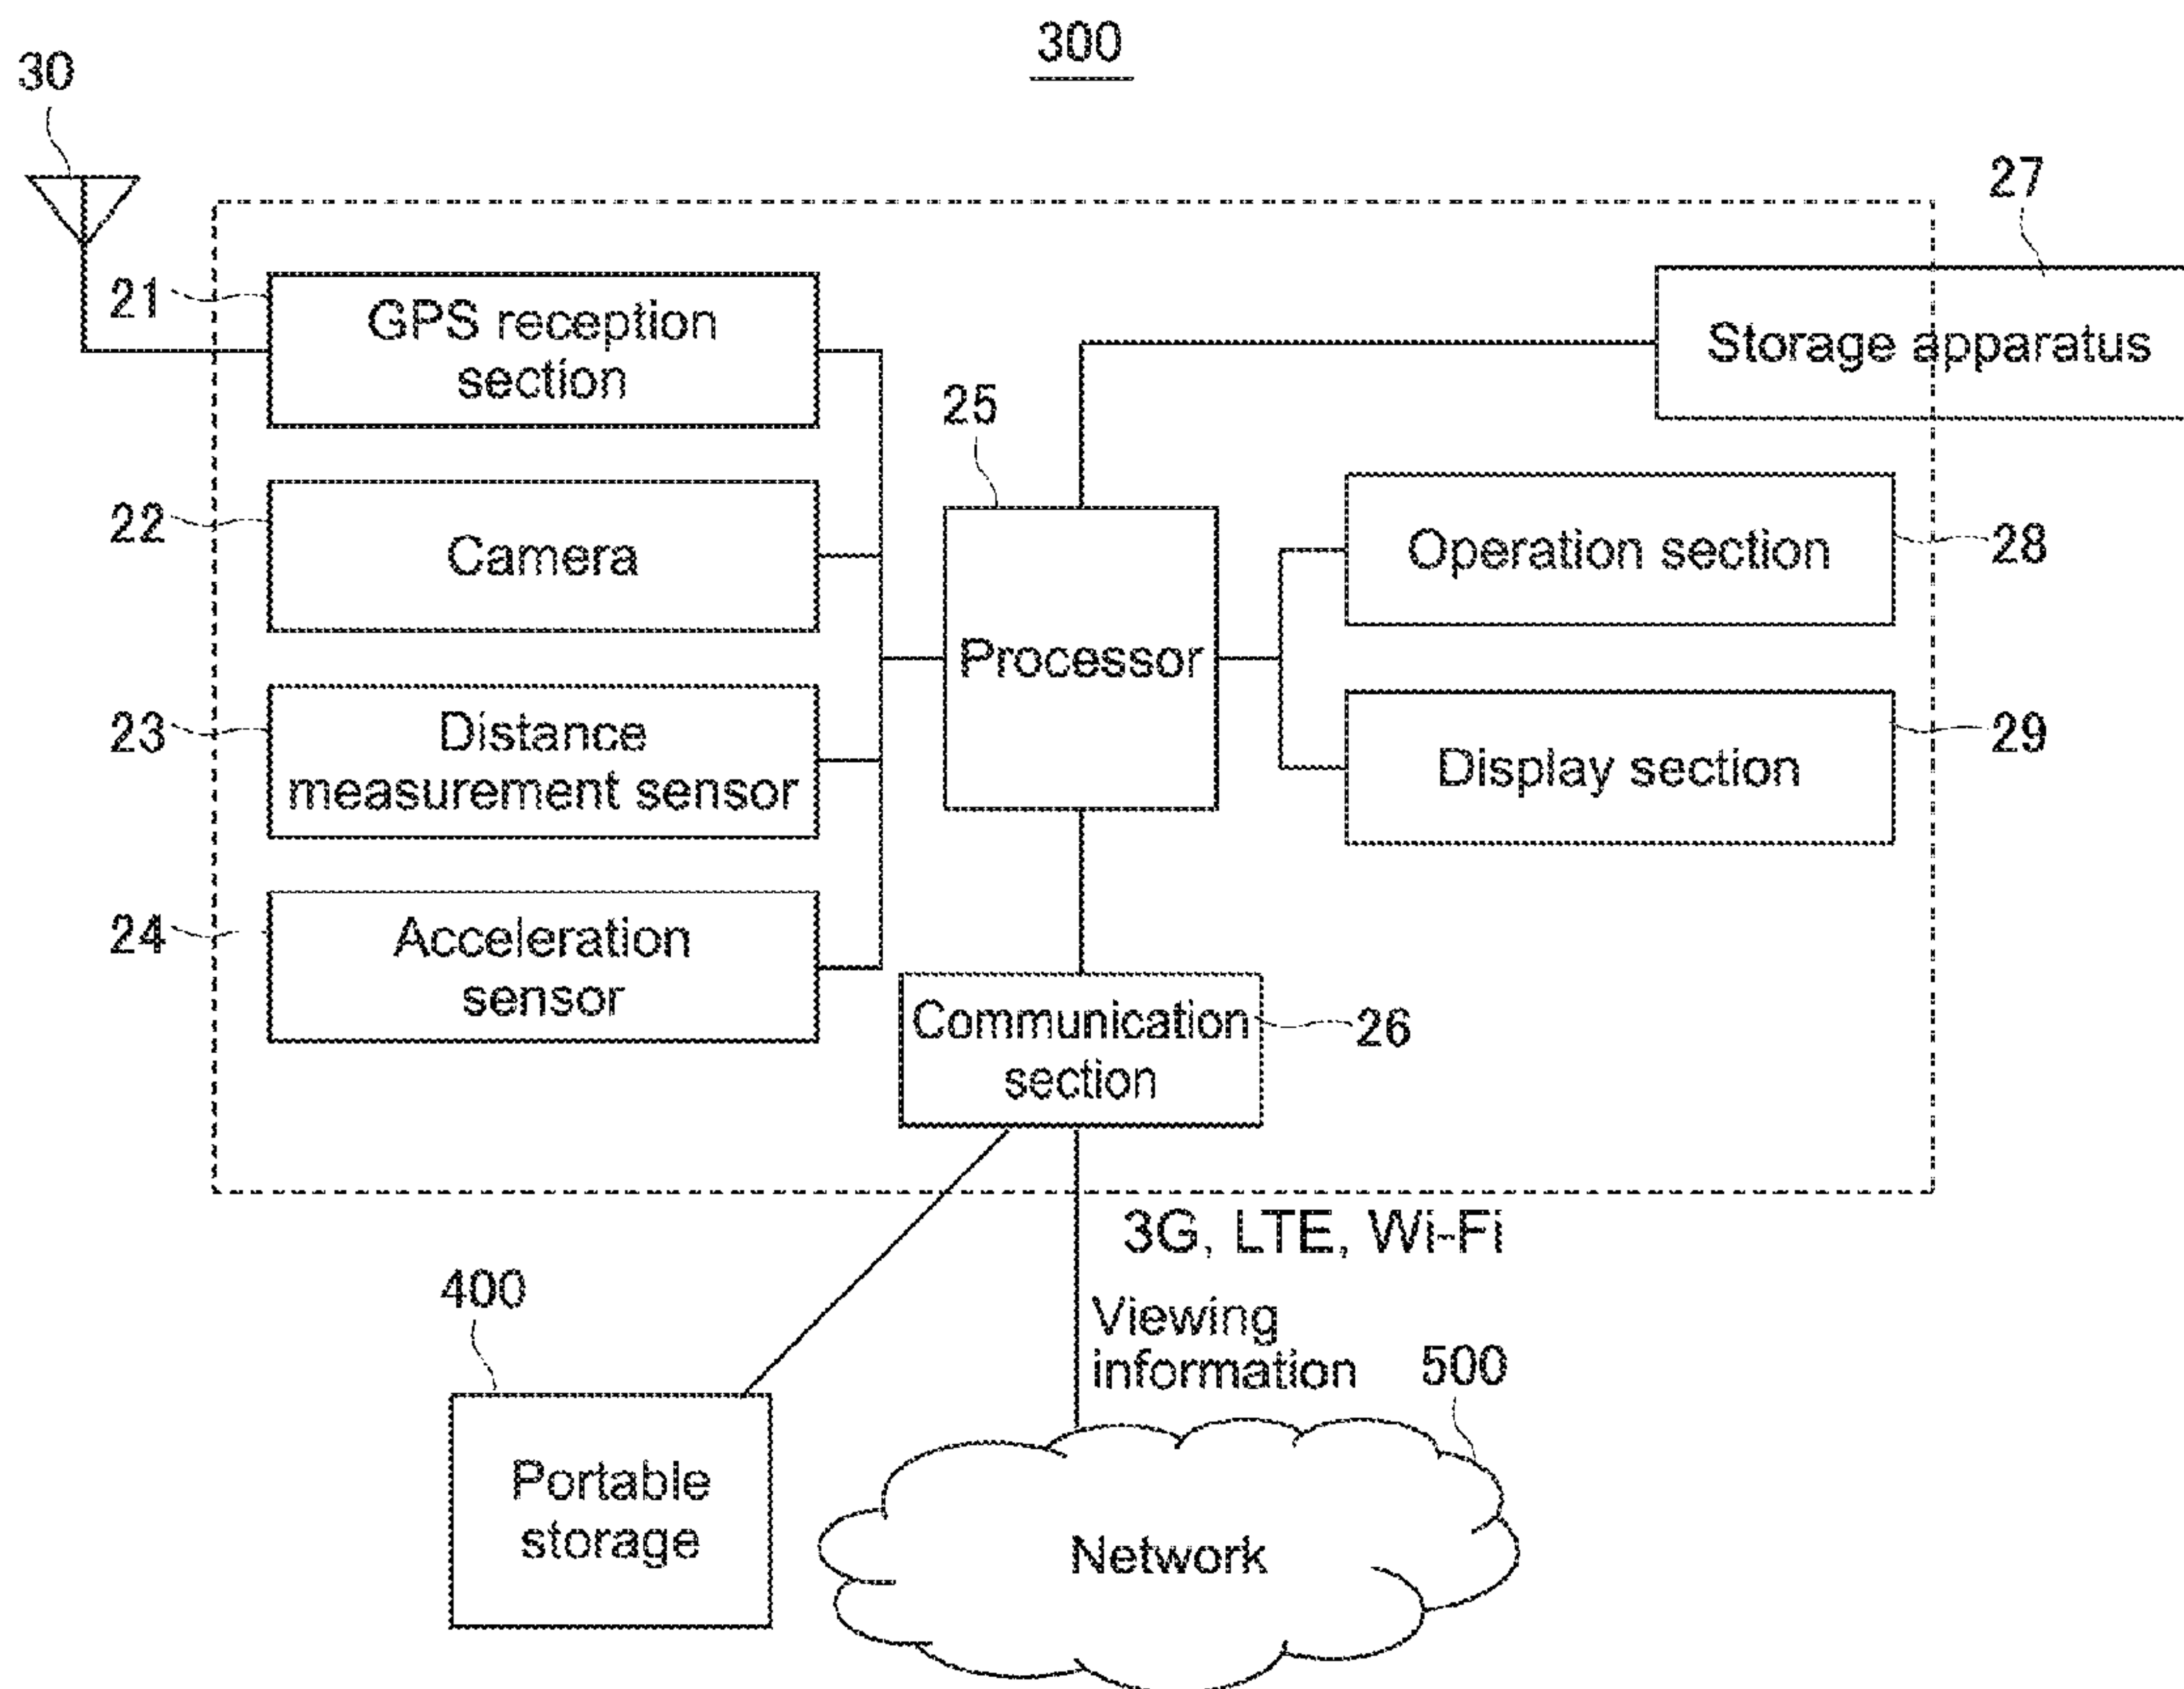 300
30
27
21
GPS reception
section
Storage apparatus
25
22
Camera
Operation section
28
Processor
23
Distance
measurement sensor
Display section
29
24
Acceleration
sensor
Communication
section
26
3G, LTE, Wi-Fi
400
Viewing
information
500
Portable
storage
Network